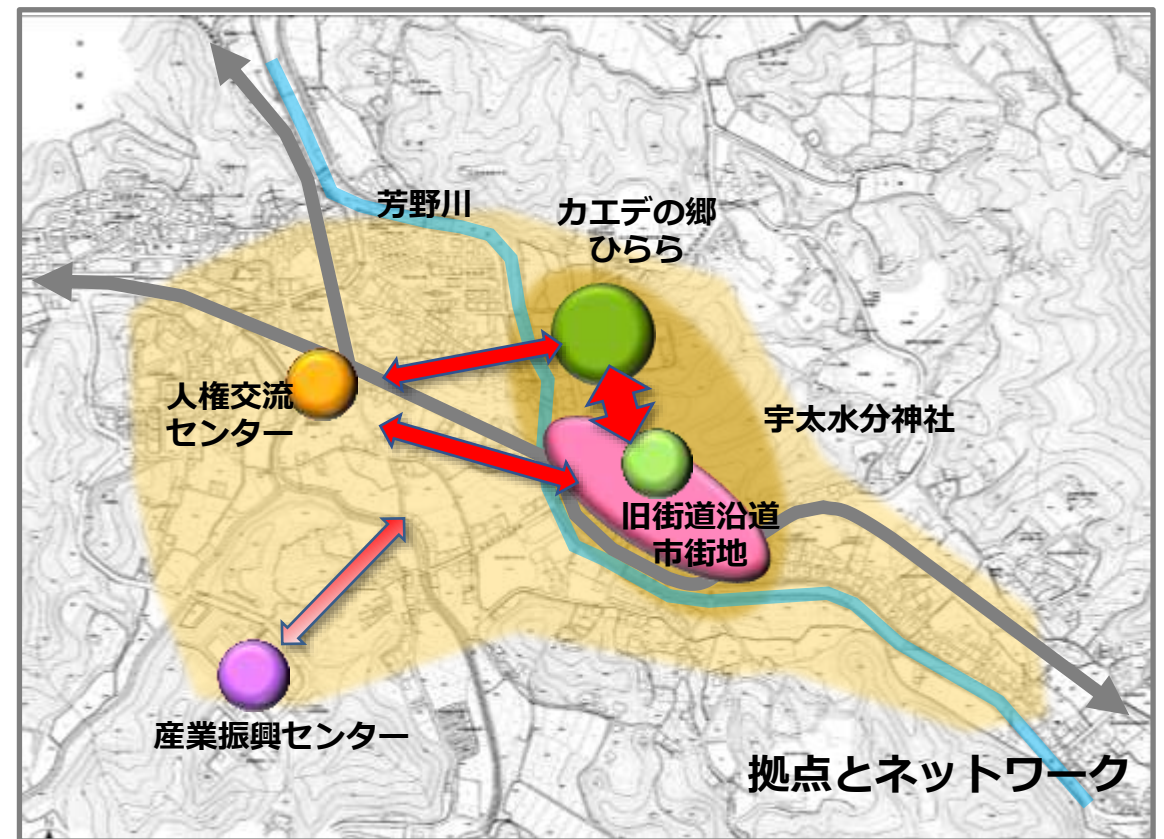 芳野川
カエデの郷
ひらら
人権交流
センター
宇太水分神社
旧街道沿道
市街地
産業振興センター
拠点とネットワーク